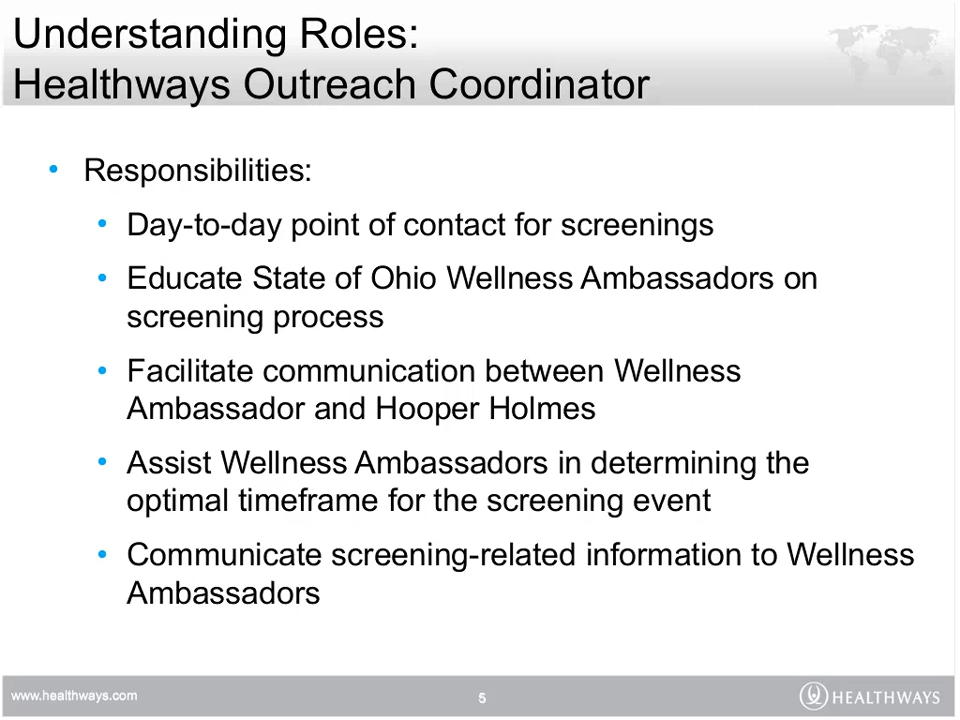 Understanding Roles:
Healthways Outreach Coordinator
• Responsibilities:
• Day-to-day point of contact for screenings
• Educate State of Ohio Wellness Ambassadors on
screening process
• Facilitate communication between Wellness
Ambassador and Hooper Holmes
• Assist Wellness Ambassadors in determining the
optimal timeframe for the screening event
• Communicate screening-related information to Wellness
Ambassadors
www.healthways.com
5
HEALTHWAYS